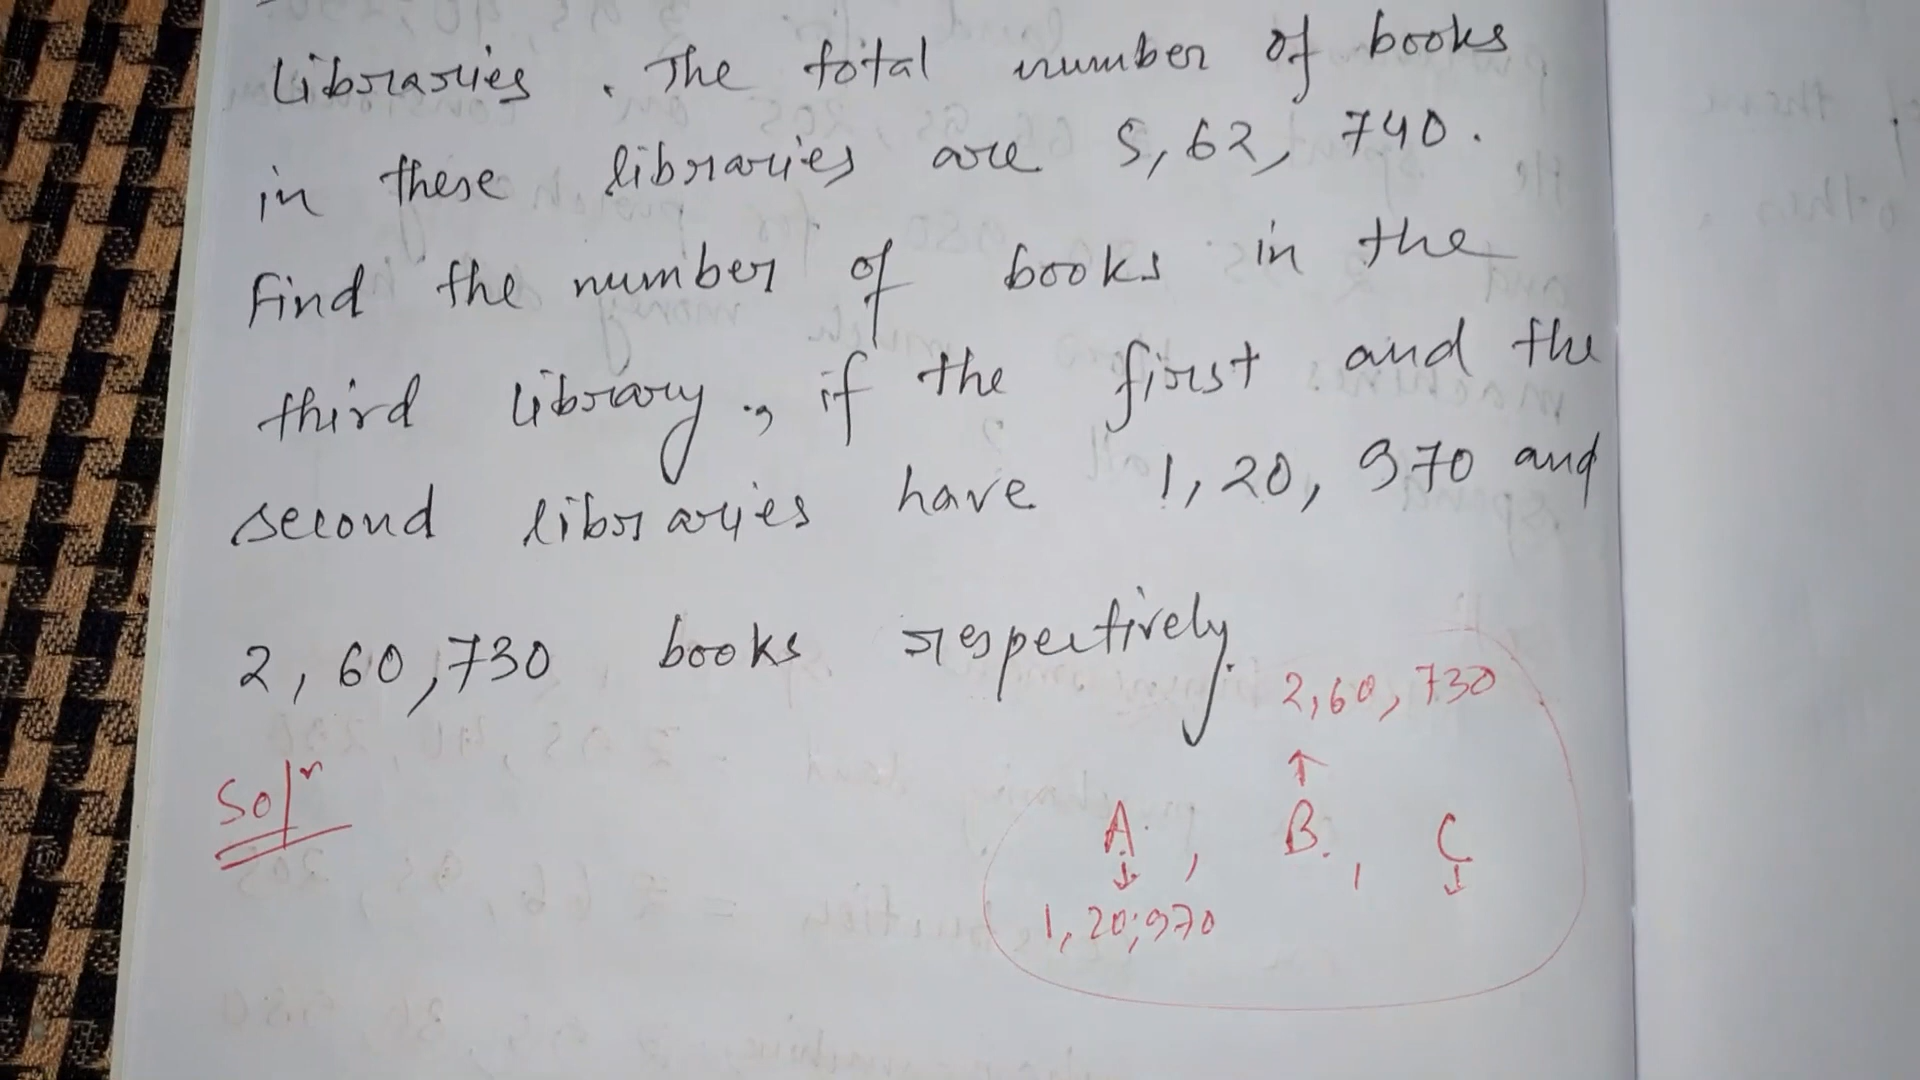 libraries. The total number of books
in these libraries are 5,62,740.
Find the number of books in the
third library, if the first and the
second libraries have 1,20,970 and
2,60,730 books respectively.
2,60,730
Solⁿ
A, B, C
1,20,970